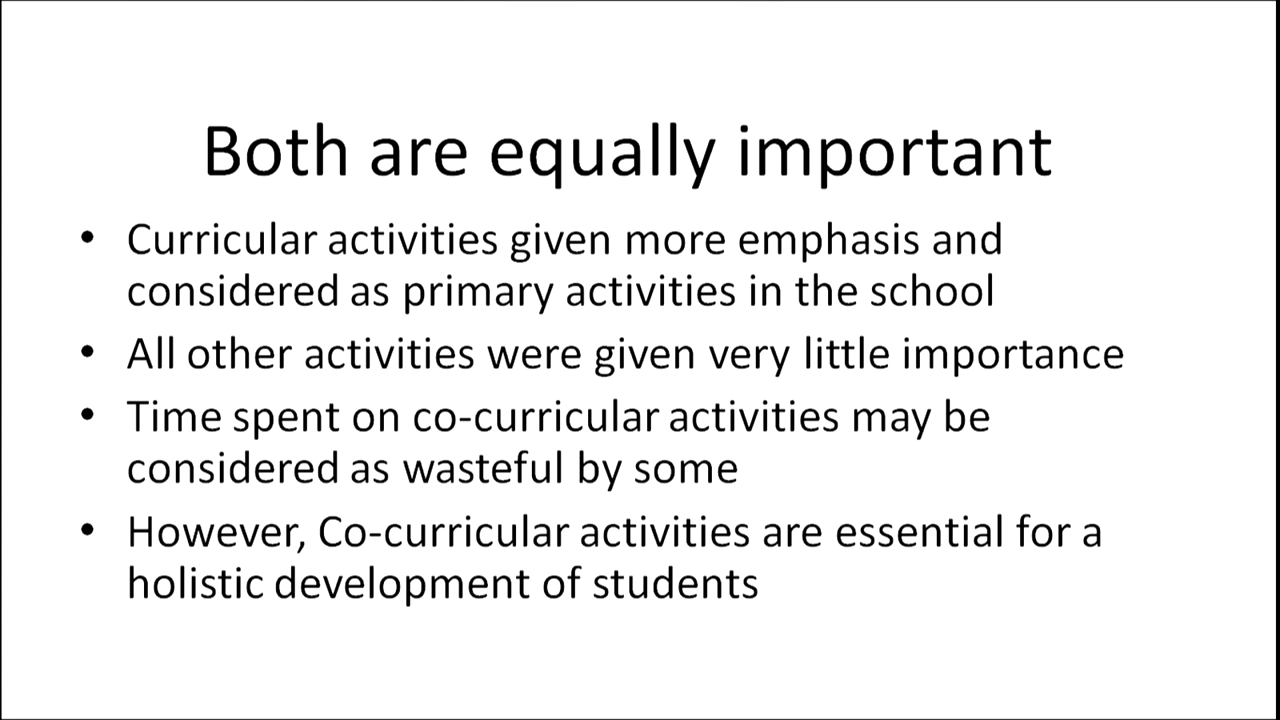 Both are equally important
• Curricular activities given more emphasis and
considered as primary activities in the school
• All other activities were given very little importance
• Time spent on co-curricular activities may be
considered as wasteful by some
• However, Co-curricular activities are essential for a
holistic development of students